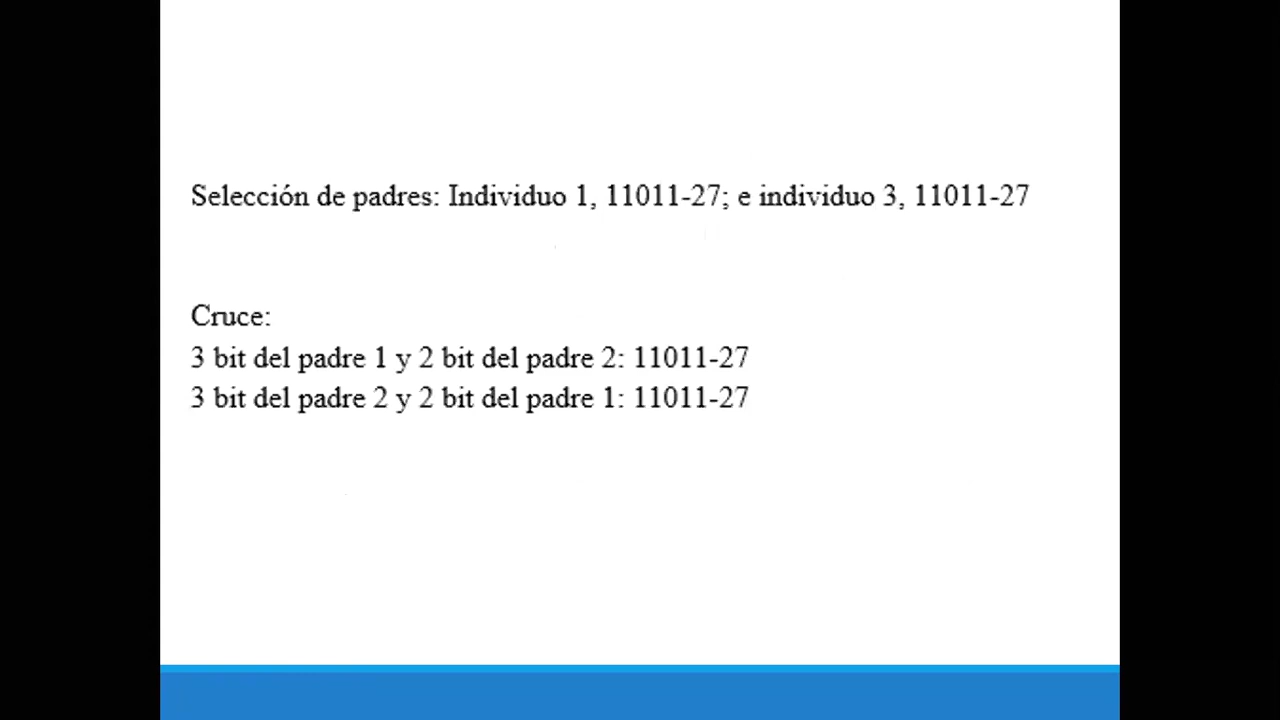 Selección de padres: Individuo 1, 11011-27; e individuo 3, 11011-27
Cruce:
3 bit del padre 1 y 2 bit del padre 2: 11011-27
3 bit del padre 2 y 2 bit del padre 1: 11011-27